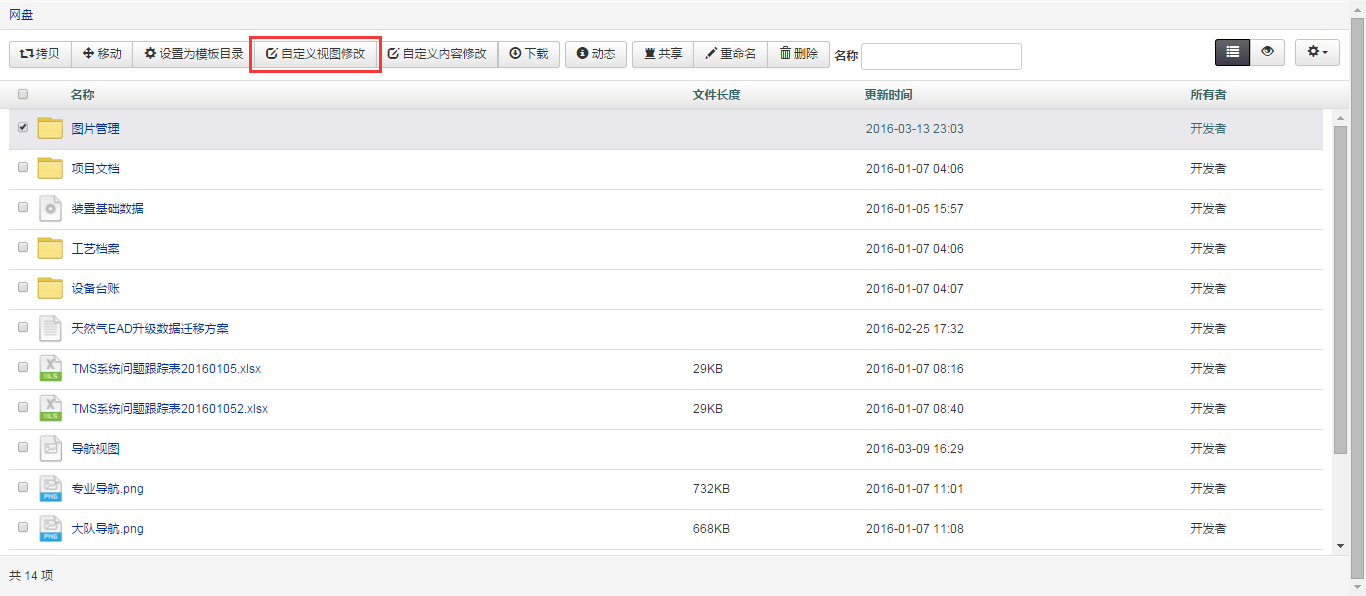 网盘
拷贝 移动 设置为模板目录 自定义视图修改 自定义内容修改 下载 动态 共享 重命名 删除 名称
名称 文件长度 更新时间 所有者
图片管理 2016-03-13 23:03 开发者
项目文档 2016-01-07 04:06 开发者
装置基础数据 2016-01-05 15:57 开发者
工艺档案 2016-01-07 04:06 开发者
设备台账 2016-01-07 04:07 开发者
天然气EAD升级数据迁移方案 2016-02-25 17:32 开发者
XLS TMS系统问题跟踪表20160105.xlsx 29KB 2016-01-07 08:16 开发者
XLS TMS系统问题跟踪表201601052.xlsx 29KB 2016-01-07 08:40 开发者
导航视图 2016-03-09 16:29 开发者
PNG 专业导航.png 732KB 2016-01-07 11:01 开发者
PNG 大队导航.png 668KB 2016-01-07 11:08 开发者
共 14 项